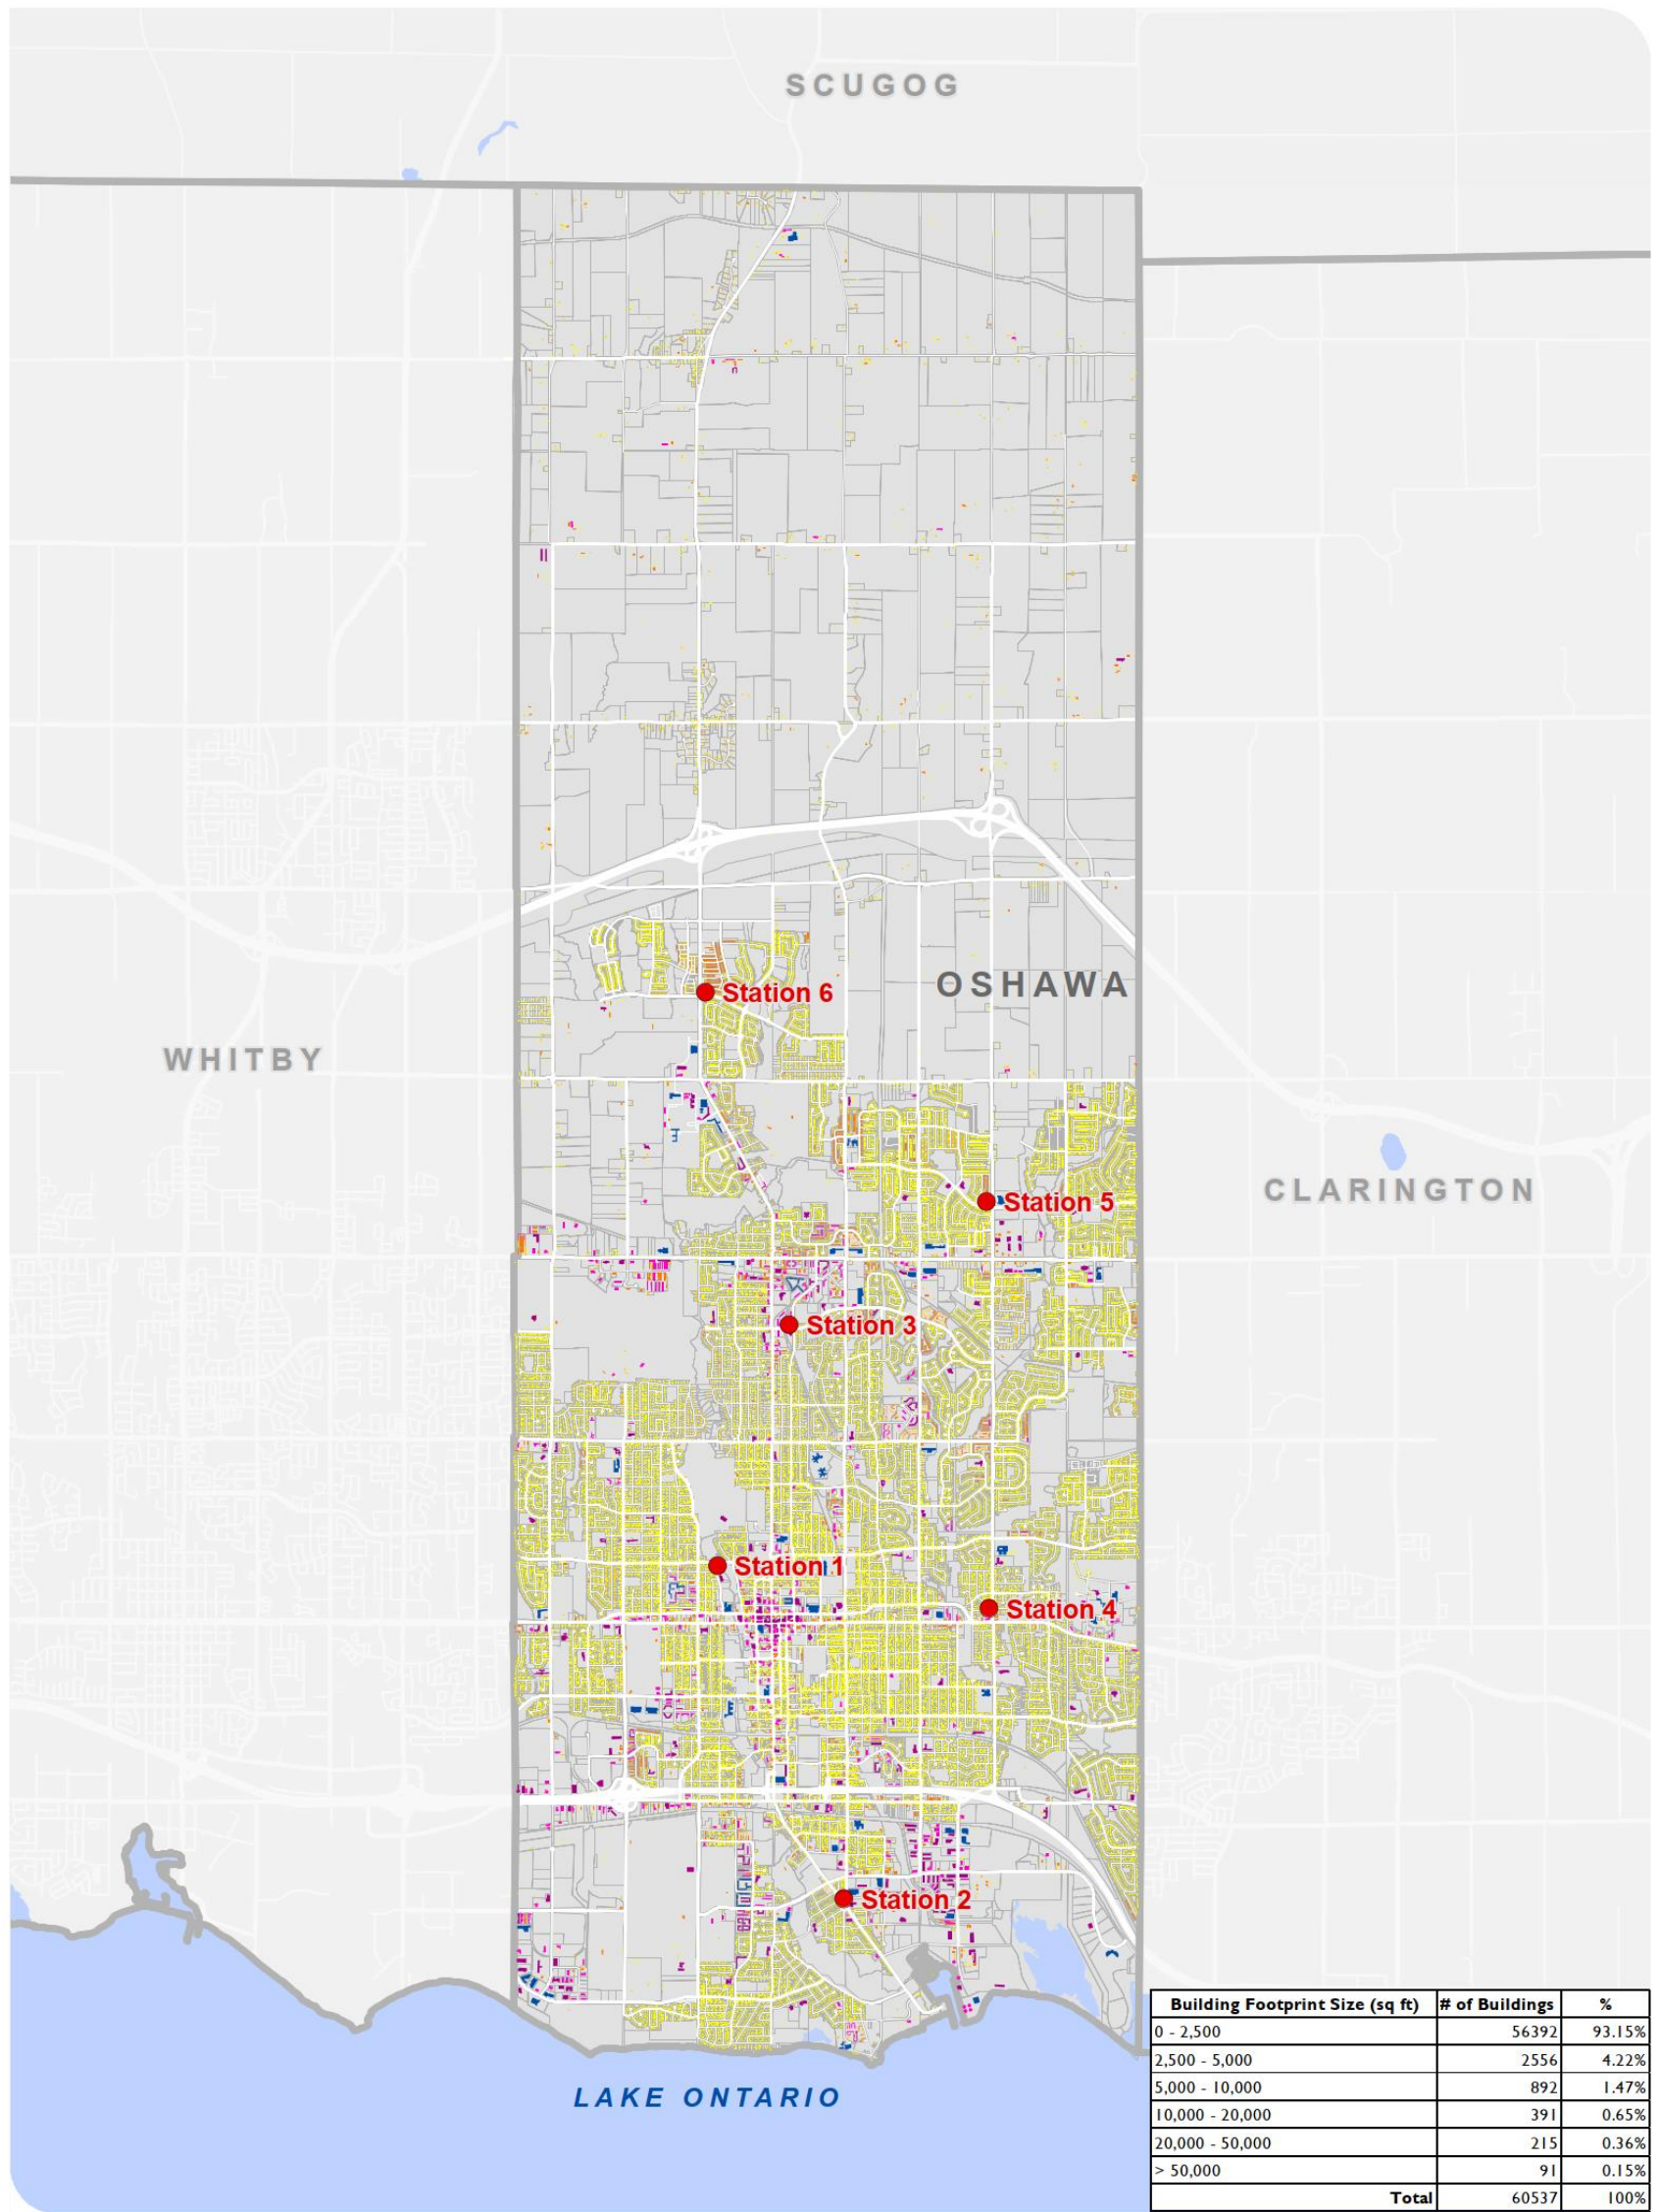 SCUGOG
OSHAWA
Station 6
WHITBY
CLARINGTON
Station 5
Station 3
Station 1
Station 4
Station 2
LAKE ONTARIO
Building Footprint Size (sq ft) # of Buildings %
0 - 2,500 56392 93.15%
2,500 - 5,000 2556 4.22%
5,000 - 10,000 892 1.47%
10,000 - 20,000 391 0.65%
20,000 - 50,000 215 0.36%
> 50,000 91 0.15%
Total 60537 100%